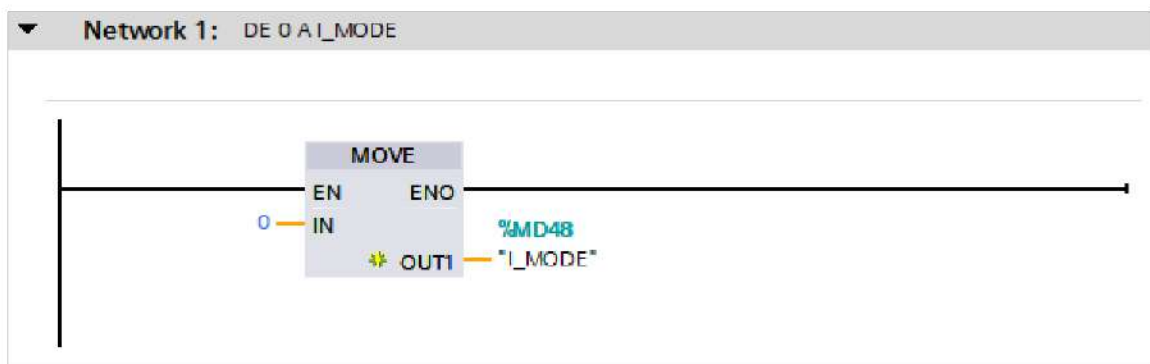 Network 1: DE 0 A I_MODE
MOVE
EN ENO
0 IN
%MD48
OUT1 "I_MODE"